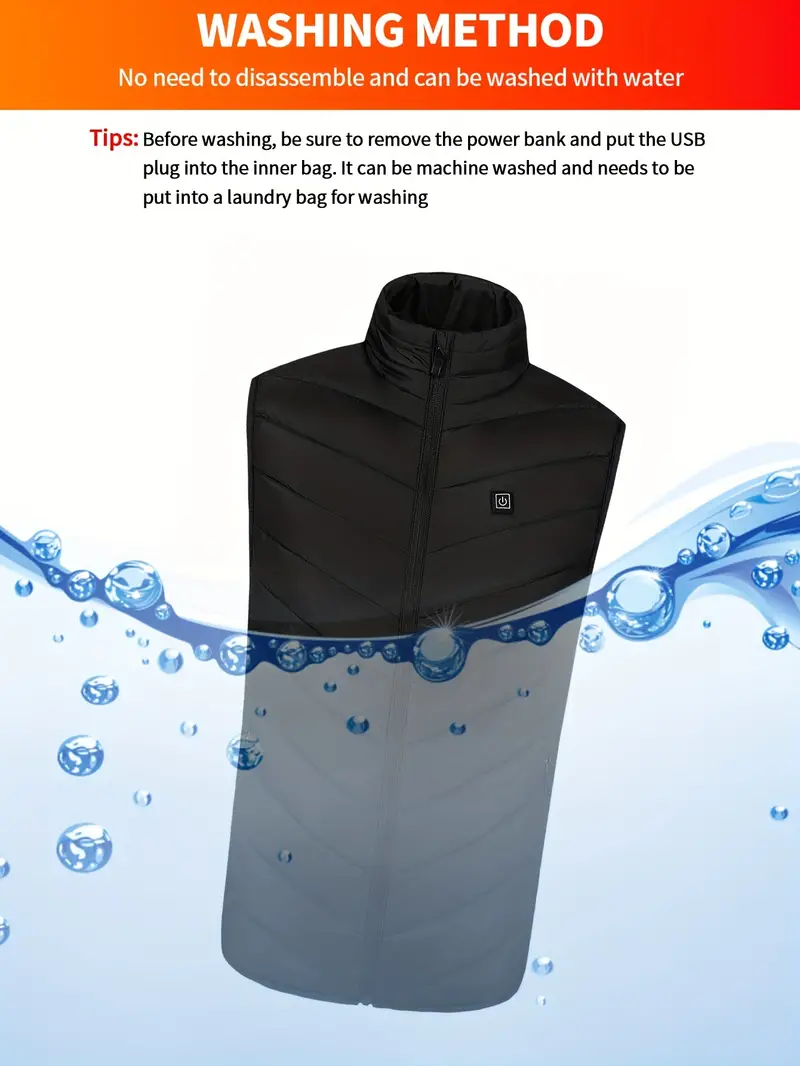 WASHING METHOD
No need to disassemble and can be washed with water
Tips: Before washing, be sure to remove the power bank and put the USB
plug into the inner bag. It can be machine washed and needs to be
put into a laundry bag for washing